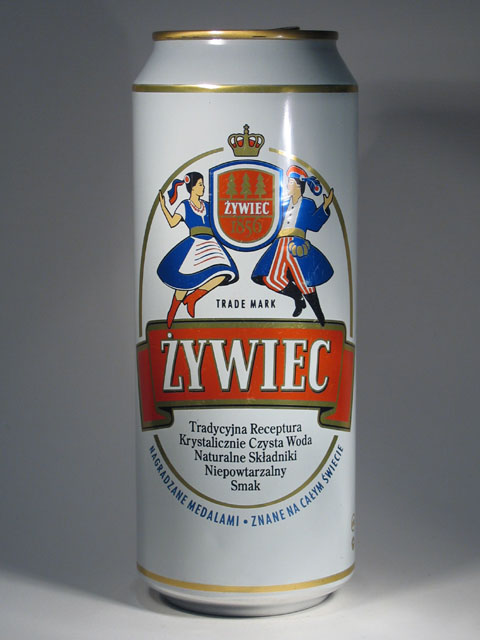 ŻYWIEC
1856
TRADE MARK
ŻYWIEC
Tradycyjna Receptura
Krystalicznie Czysta Woda
Naturalne Składniki
Niepowtarzalny
Smak
NAGRADZANE MEDALAMI • ZNANE NA CAŁYM ŚWIECIE